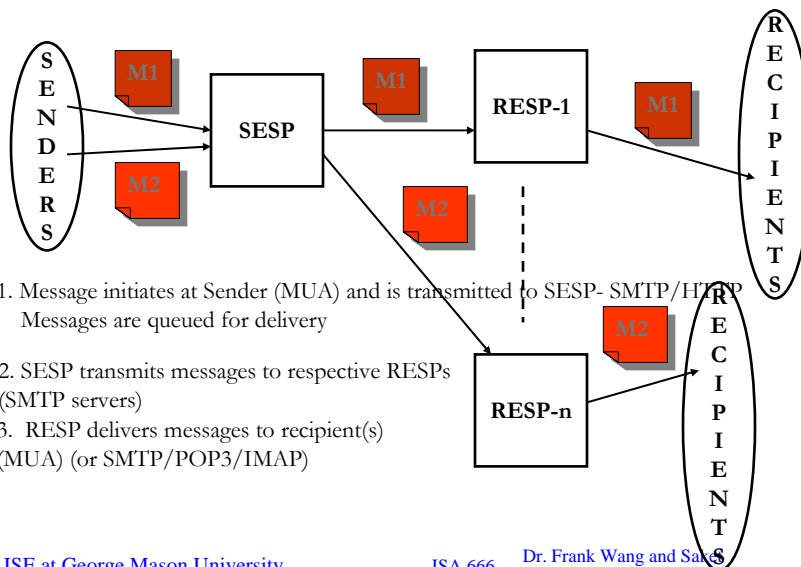 SENDERS
M1
M2
SESP
M1
M2
RESP-1
RESP-n
M1
M2
RECIPIENTS
RECIPIENTS
1. Message initiates at Sender (MUA) and is transmitted to SESP- SMTP/HTTP
Messages are queued for delivery
2. SESP transmits messages to respective RESPs
(SMTP servers)
3. RESP delivers messages to recipient(s)
(MUA) (or SMTP/POP3/IMAP)
ISE at George Mason University
ISA 666
Dr. Frank Wang and